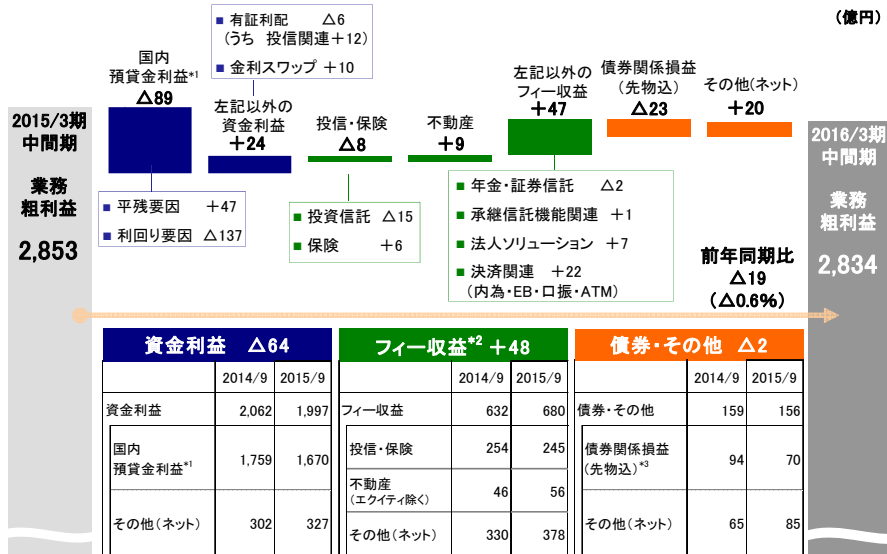 （億円）
2015/3期
中間期
業務
粗利益
2,853
国内
預貸金利益*1
△89
■ 平残要因 ＋47
■ 利回り要因 △137
■ 有証利配 △6
（うち 投信関連＋12）
■ 金利スワップ ＋10
左記以外の
資金利益
＋24
投信・保険
△8
■ 投資信託 △15
■ 保険 ＋6
不動産
＋9
左記以外の
フィー収益
＋47
■ 年金・証券信託 △2
■ 承継信託機能関連 ＋1
■ 法人ソリューション ＋7
■ 決済関連 ＋22
（内為・EB・口振・ATM）
債券関係損益
（先物込）
△23
その他（ネット）
＋20
2016/3期
中間期
業務
粗利益
2,834
前年同期比
△19
（△0.6%）
資金利益 △64
2014/9 2015/9
資金利益 2,062 1,997
国内
預貸金利益*1 1,759 1,670
その他（ネット） 302 327
フィー収益*2 ＋48
2014/9 2015/9
フィー収益 632 680
投信・保険 254 245
不動産
（エクイティ除く） 46 56
その他（ネット） 330 378
債券・その他 △2
2014/9 2015/9
債券・その他 159 156
債券関係損益
（先物込）*3 94 70
その他（ネット） 65 85